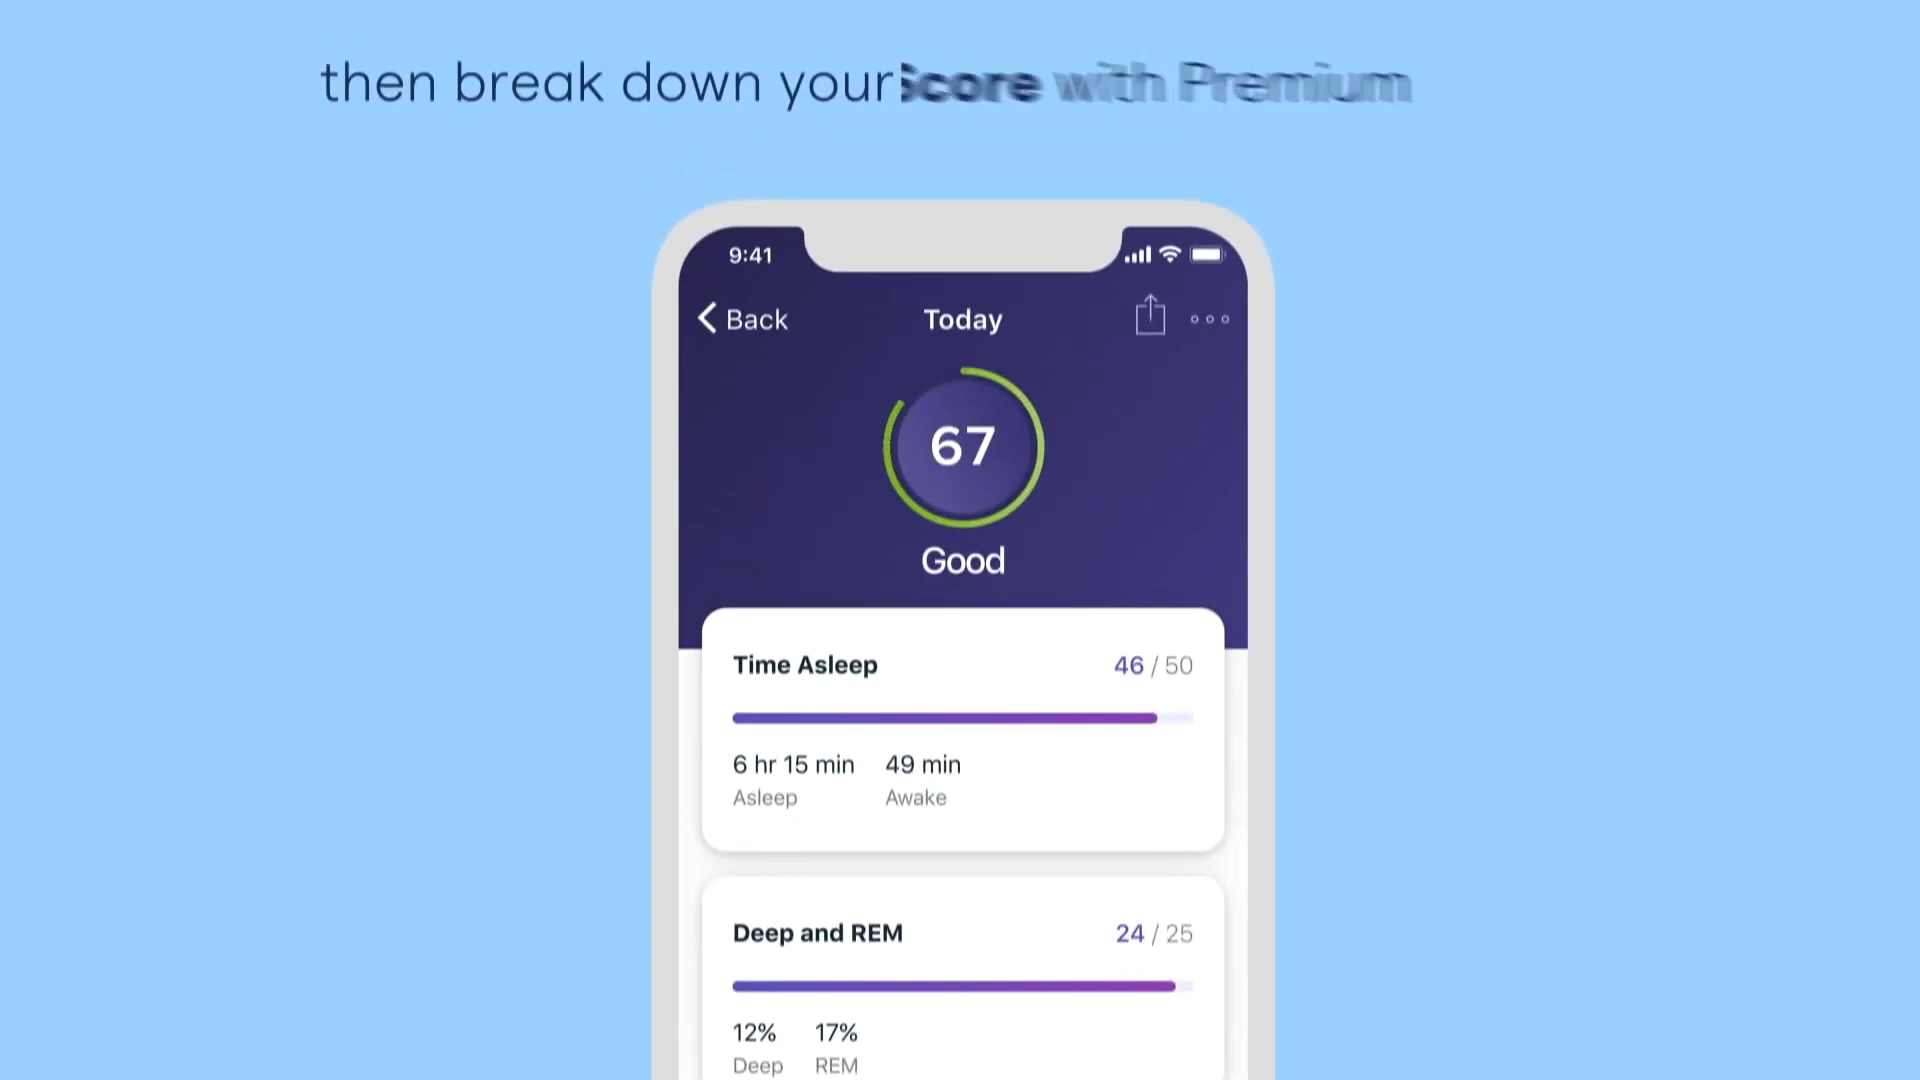 then break down your Score with Premium
9:41
Back
Today
67
Good
Time Asleep
46 / 50
6 hr 15 min
49 min
Asleep
Awake
Deep and REM
24 / 25
12%
17%
Deep
REM